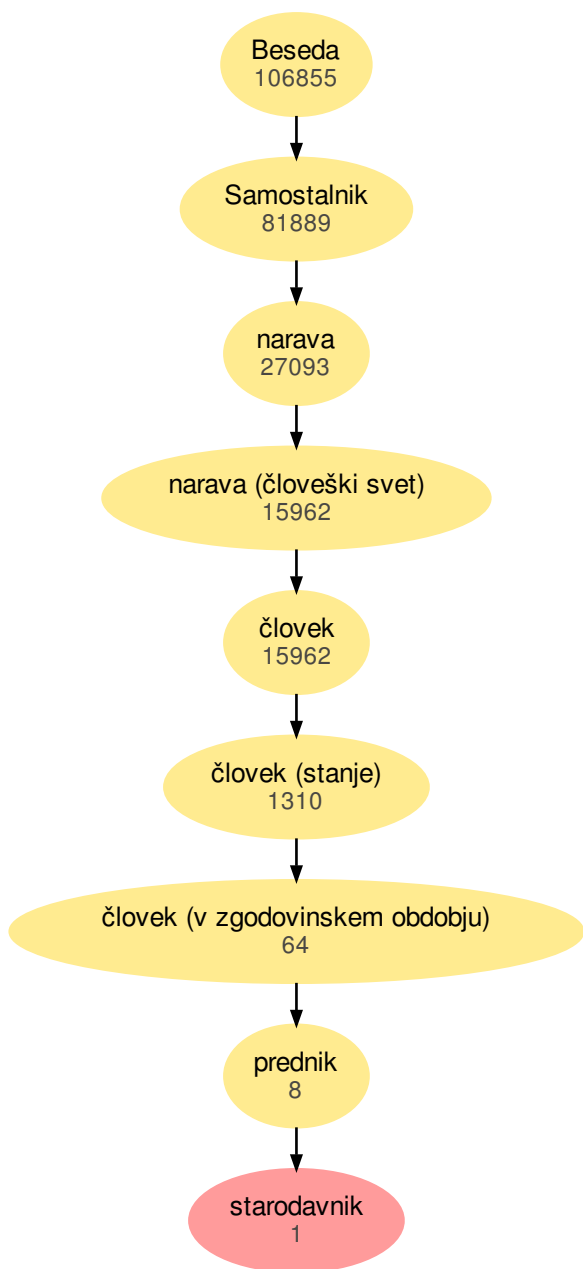 Beseda
106855
Samostalnik
81889
narava
27093
narava (človeški svet)
15962
človek
15962
človek (stanje)
1310
človek (v zgodovinskem obdobju)
64
prednik
8
starodavnik
1